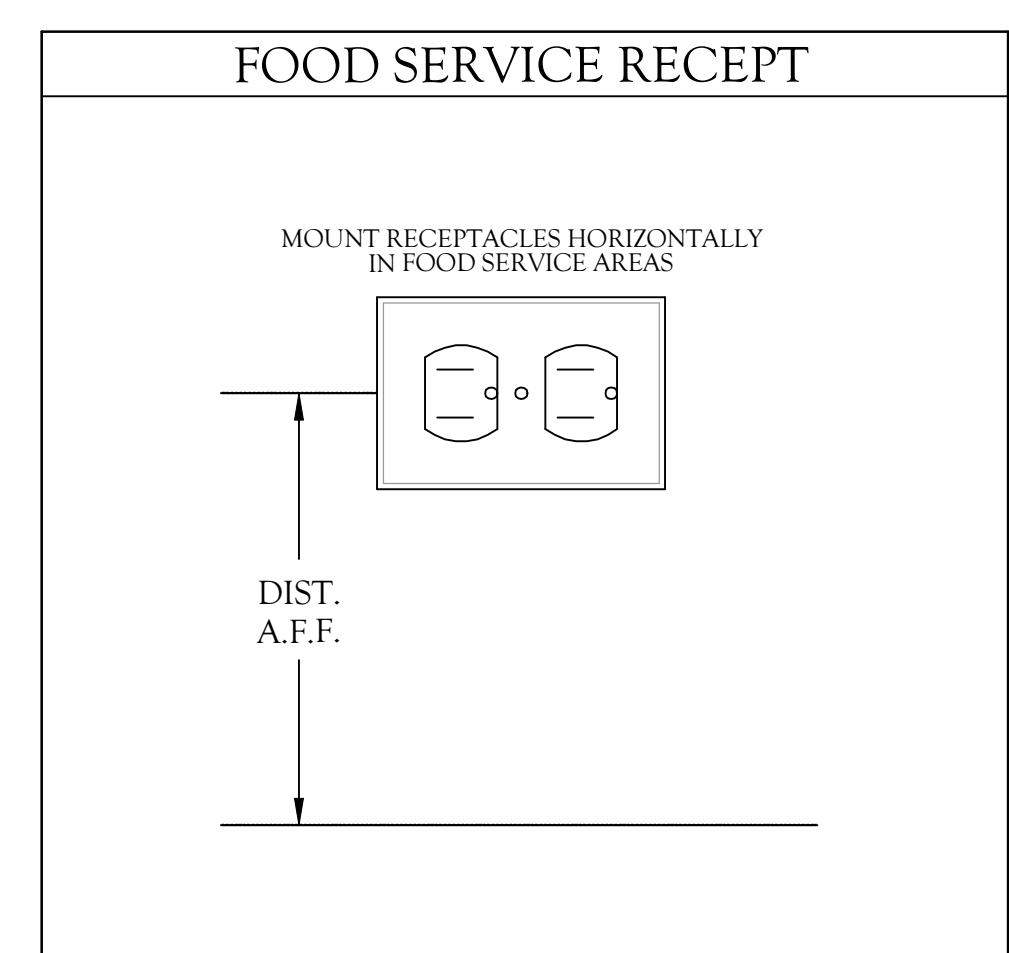 FOOD SERVICE RECEPT
MOUNT RECEPTACLES HORIZONTALLY
IN FOOD SERVICE AREAS
DIST.
A.F.F.